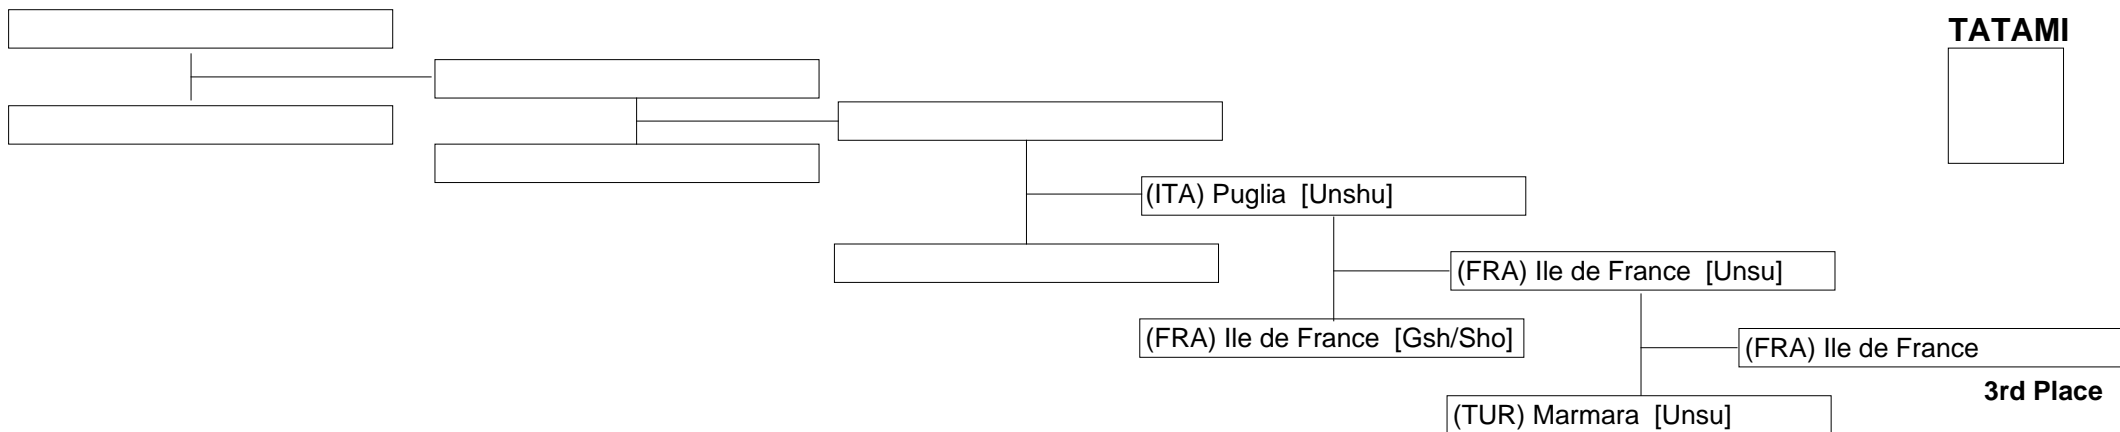 TATAMI
(ITA) Puglia [Unshu]
(FRA) Ile de France [Unsu]
(FRA) Ile de France [Gsh/Sho]
(FRA) Ile de France
3rd Place
(TUR) Marmara [Unsu]